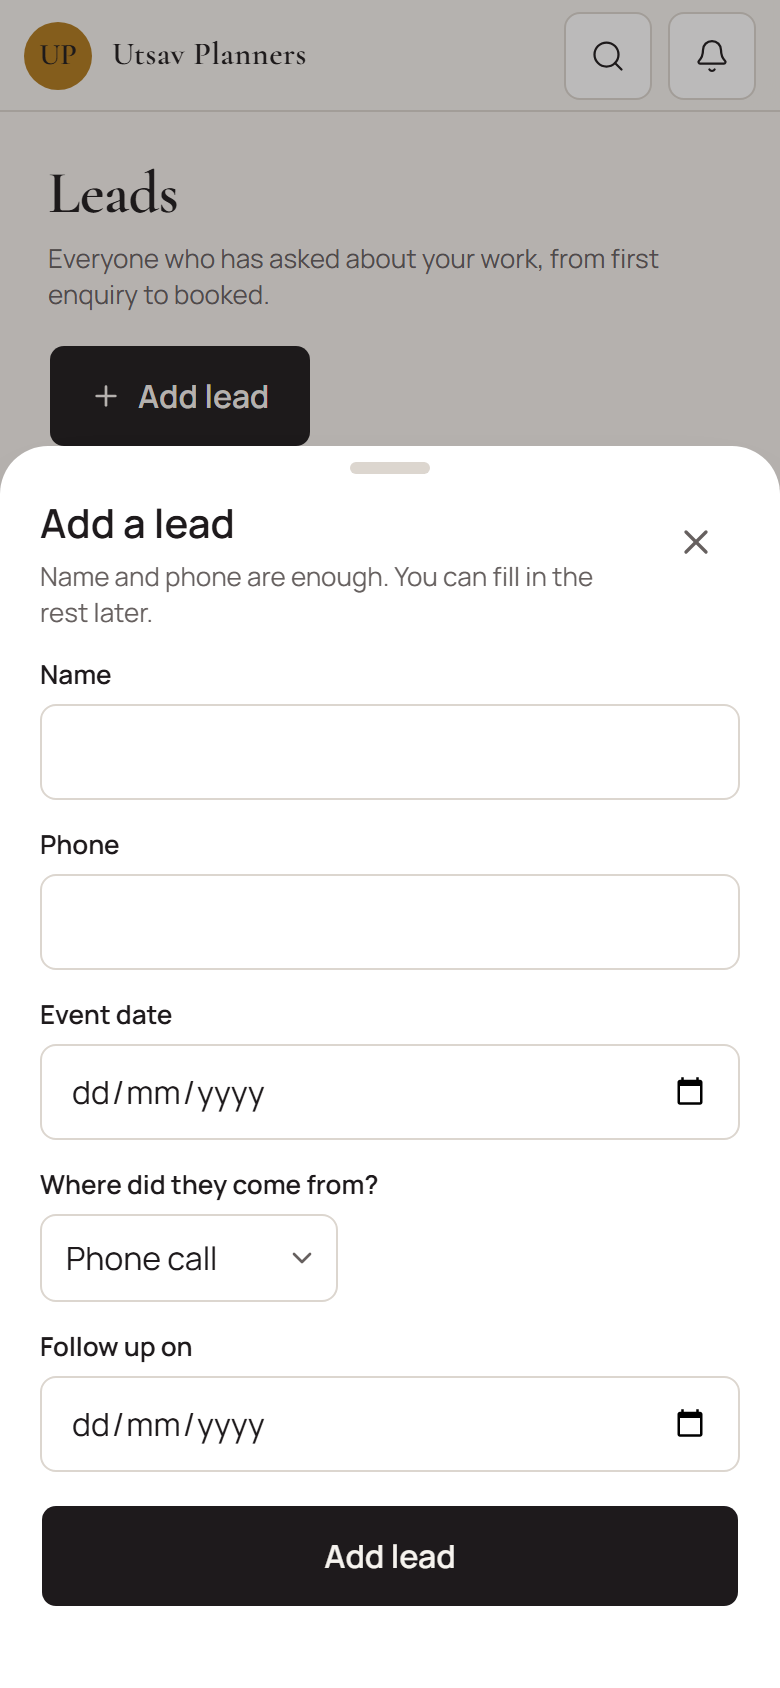 UP Utsav Planners
Leads
Everyone who has asked about your work, from first
enquiry to booked.
+ Add lead
Add a lead
Name and phone are enough. You can fill in the
rest later.
Name
Phone
Event date
dd/mm/yyyy
Where did they come from?
Phone call
Follow up on
dd/mm/yyyy
Add lead